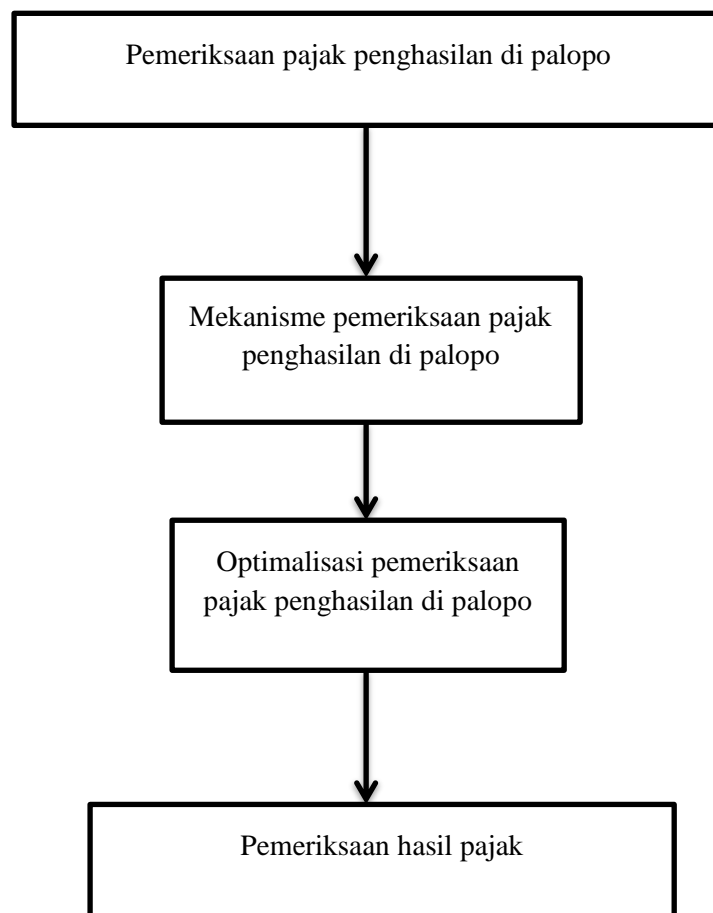 Pemeriksaan pajak penghasilan di palopo
Mekanisme pemeriksaan pajak
penghasilan di palopo
Optimalisasi pemeriksaan
pajak penghasilan di palopo
Pemeriksaan hasil pajak